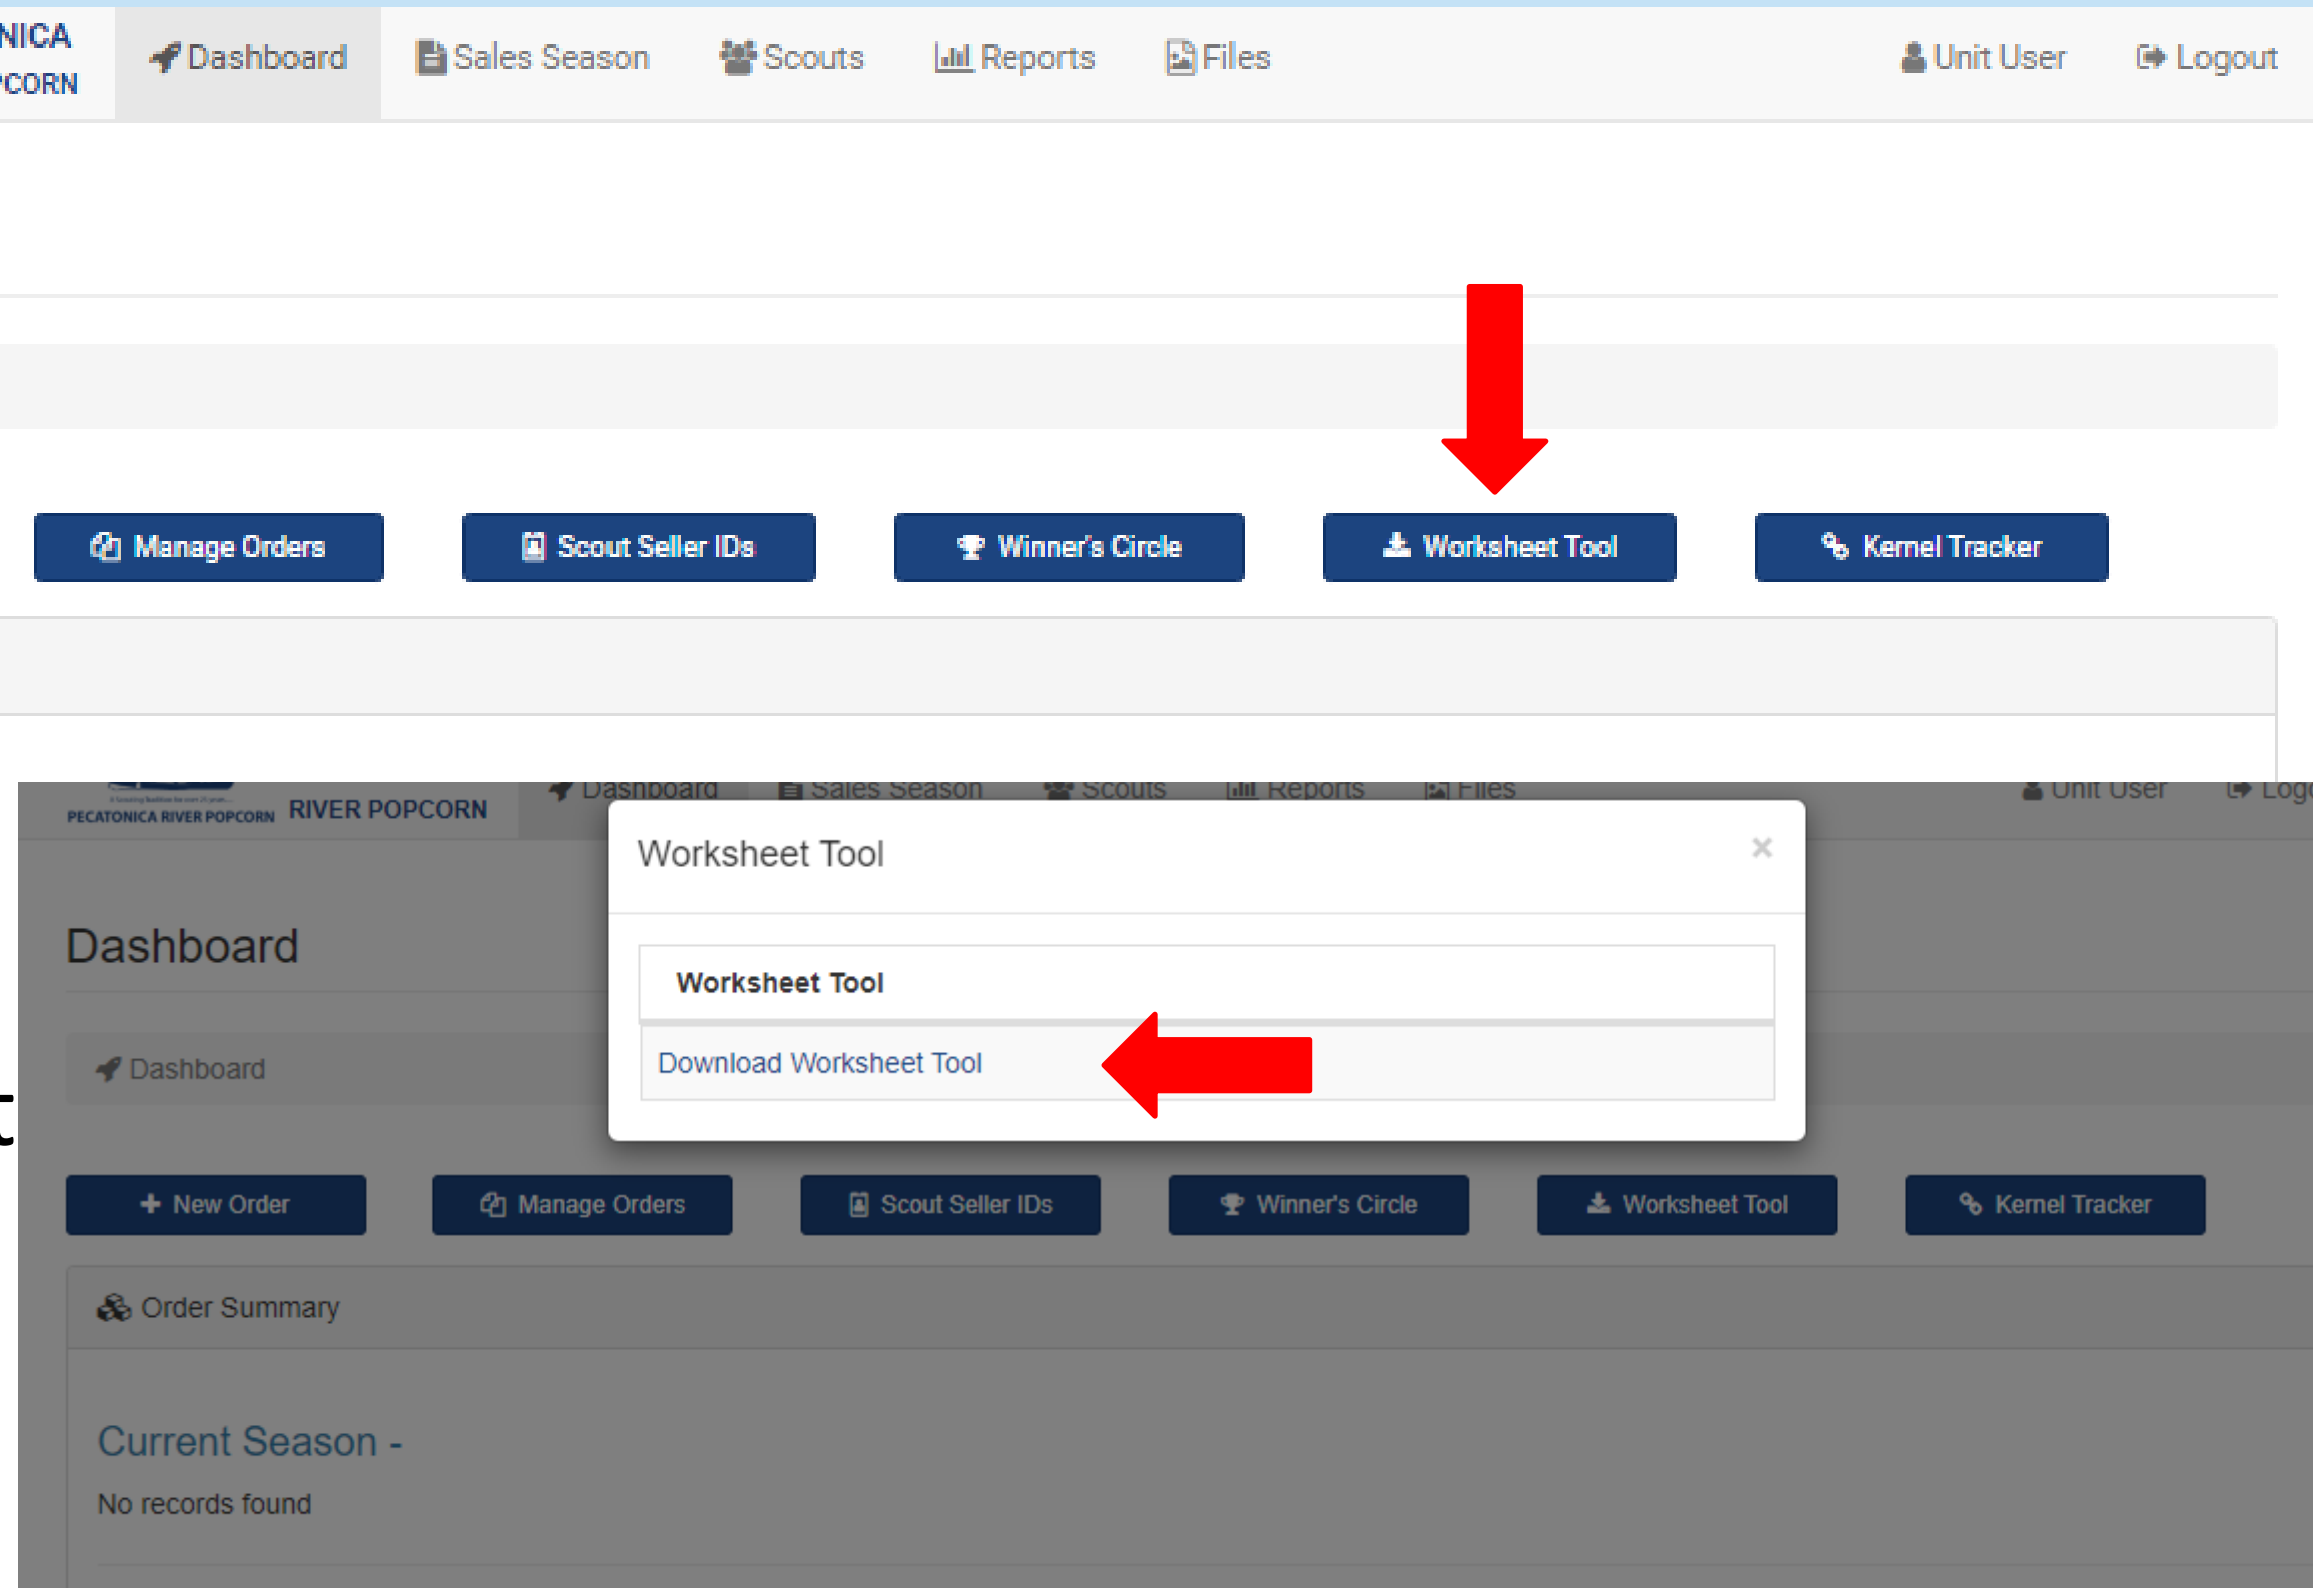 NICA
PCORN
Dashboard Sales Season Scouts Reports Files Unit User Logout
Manage Orders Scout Seller IDs Winner's Circle Worksheet Tool Kernel Tracker
Dashboard Sales Season Scouts Reports Files Unit User Logo
PECATONICA RIVER POPCORN RIVER POPCORN
Worksheet Tool ×
Dashboard
Worksheet Tool
Dashboard
Download Worksheet Tool
t
New Order Manage Orders Scout Seller IDs Winner's Circle Worksheet Tool Kernel Tracker
Order Summary
Current Season -
No records found